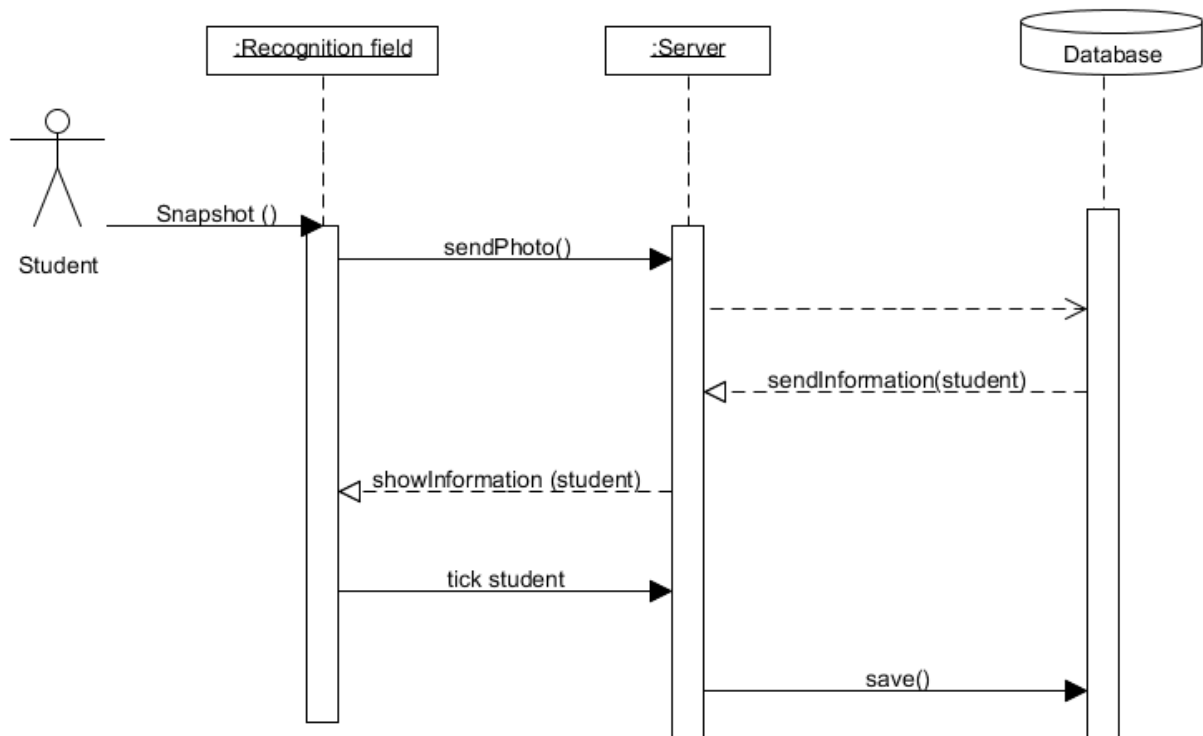 :Recognition field
:Server
Database
Snapshot ()
Student
sendPhoto()
sendInformation(student)
showInformation (student)
tick student
save()